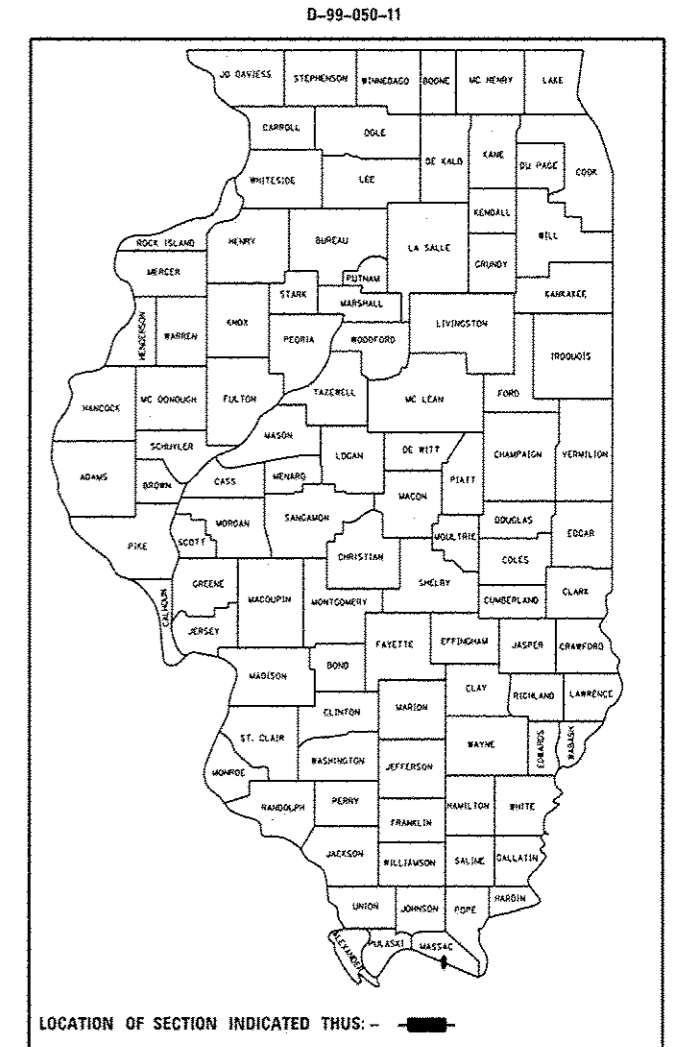 D-99-050-11
JO DAVIESS STEPHENSON WINNEBAGO BOONE MC HENRY LAKE
CARROLL OGLE DE KALB KANE DU PAGE COOK
WHITESIDE LEE
KENDALL WILL
ROCK ISLAND HENRY BUREAU LA SALLE GRUNDY
MERCER PUTNAM
STARK MARSHALL KANKAKEE
HENDERSON WARREN KNOX PEORIA WOODFORD LIVINGSTON IROQUOIS
HANCOCK MC DONOUGH FULTON TAZEWELL MC LEAN FORD
SCHUYLER MASON LOGAN DE WITT CHAMPAIGN VERMILION
ADAMS BROWN CASS MENARD PIATT
MACON
PIKE SCOTT MORGAN SANGAMON MOULTRIE DOUGLAS EDGAR
CHRISTIAN COLES
CALHOUN GREENE MACOUPIN MONTGOMERY SHELBY CUMBERLAND CLARK
JERSEY FAYETTE EFFINGHAM JASPER CRAWFORD
MADISON BOND
CLAY RICHLAND LAWRENCE
CLINTON MARION
ST. CLAIR WAYNE EDWARDS WABASH
WASHINGTON JEFFERSON
MONROE
RANDOLPH PERRY HAMILTON WHITE
FRANKLIN
JACKSON WILLIAMSON SALINE GALLATIN
UNION JOHNSON POPE HARDIN
ALEXANDER PULASKI MASSAC
LOCATION OF SECTION INDICATED THUS: -